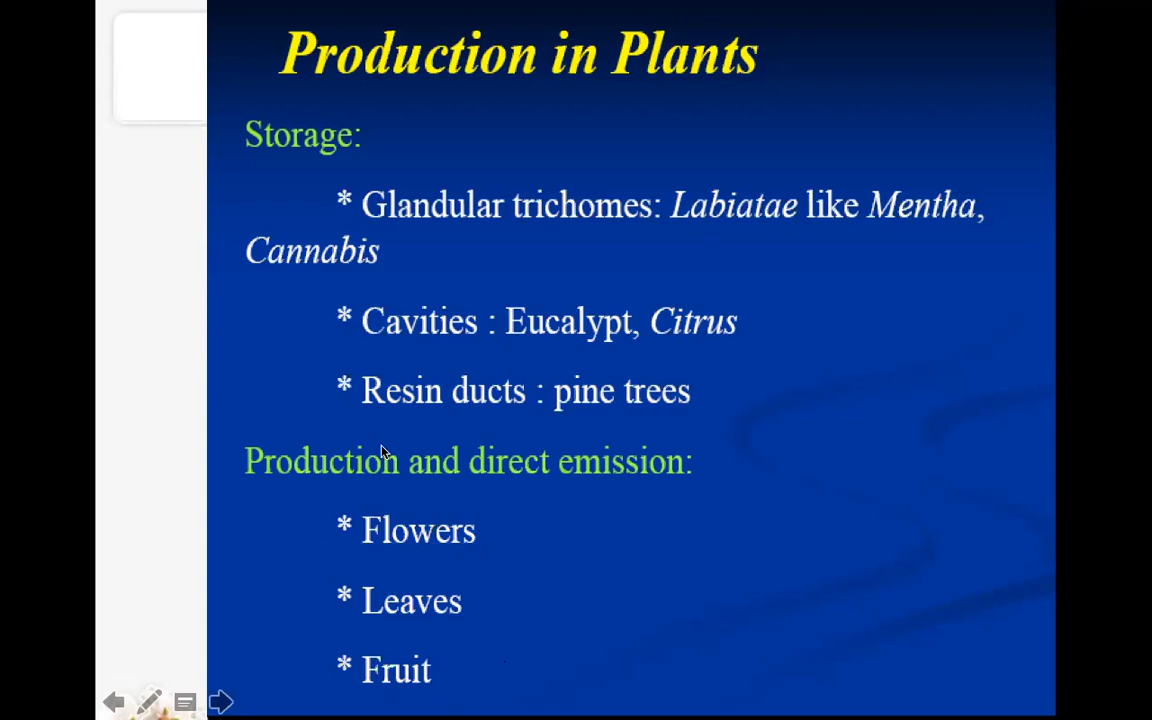 Production in Plants
Storage:
* Glandular trichomes: Labiatae like Mentha,
Cannabis
* Cavities : Eucalypt, Citrus
* Resin ducts : pine trees
Production and direct emission:
* Flowers
* Leaves
* Fruit